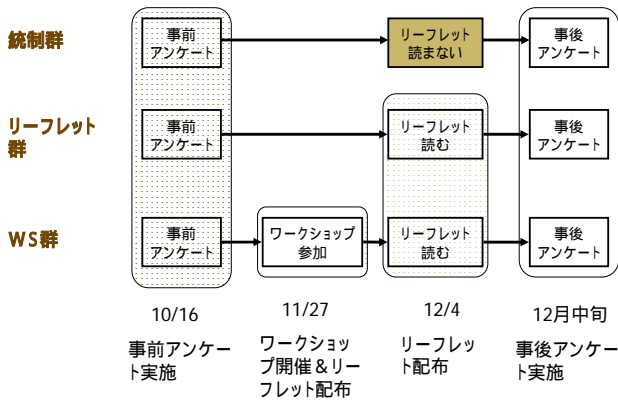 統制群
事前
アンケート
リーフレット
読まない
事後
アンケート
リーフレット
群
事前
アンケート
リーフレット
読む
事後
アンケート
WS群
事前
アンケート
ワークショップ
参加
リーフレット
読む
事後
アンケート
10/16
11/27
12/4
12月中旬
事前アンケー
ト実施
ワークショッ
プ開催＆リー
フレット配布
リーフレッ
ト配布
事後アンケー
ト実施